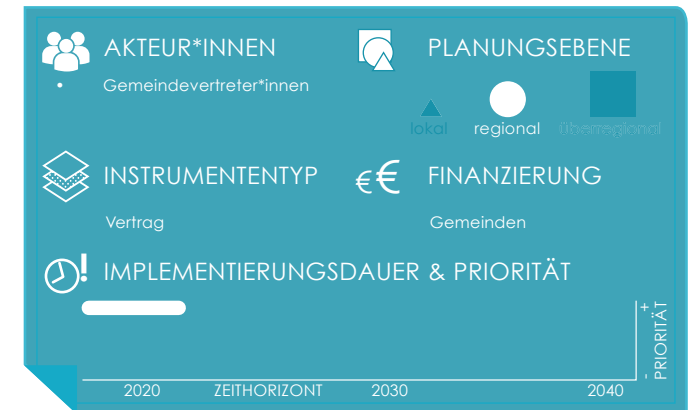 AKTEUR*INNEN
PLANUNGSEBENE
• Gemeindevertreter*innen
lokal regional überregional
INSTRUMENTENTYP
€€ FINANZIERUNG
Vertrag
Gemeinden
! IMPLEMENTIERUNGSDAUER & PRIORITÄT
- PRIORITÄT +
2020 ZEITHORIZONT 2030 2040